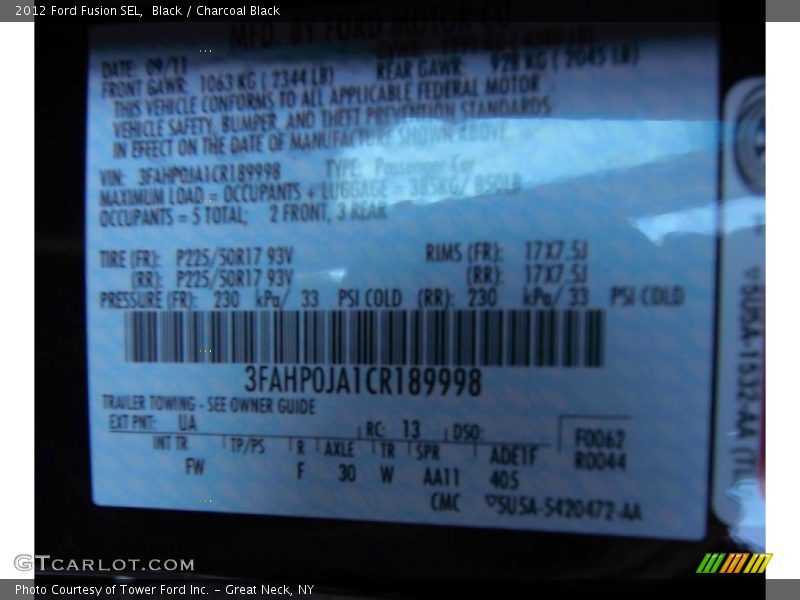 2012 Ford Fusion SEL,  Black / Charcoal Black
MFD. BY FORD MOTOR CO
DATE: 09/11
FRONT GAWR: 1063 KG ( 2344 LB)
REAR GAWR: 928 KG ( 2045 LB)
THIS VEHICLE CONFORMS TO ALL APPLICABLE FEDERAL MOTOR
VEHICLE SAFETY, BUMPER, AND THEFT PREVENTION STANDARDS
IN EFFECT ON THE DATE OF MANUFACTURE SHOWN ABOVE.
VIN: 3FAHP0JA1CR189998 TYPE: Passenger Car
MAXIMUM LOAD = OCCUPANTS + LUGGAGE = 385KG/ 850LB
OCCUPANTS = 5 TOTAL; 2 FRONT, 3 REAR
TIRE (FR): P225/50R17 93V RIMS (FR): 17X7.5J
(RR): P225/50R17 93V (RR): 17X7.5J
PRESSURE (FR): 230 kPa/ 33 PSI COLD (RR): 230 kPa/ 33 PSI COLD
3FAHP0JA1CR189998
TRAILER TOWING - SEE OWNER GUIDE
EXT PNT: UA RC: 13 DSO:
F0062
R0044
INT TR TP/PS R AXLE TR SPR ADE1F
FW F 30 W AA11 405
CMC ▽5U5A-5420472-AA
▽5U5A-1532-AA (TL
GTCARLOT.COM
Photo Courtesy of Tower Ford Inc. – Great Neck, NY